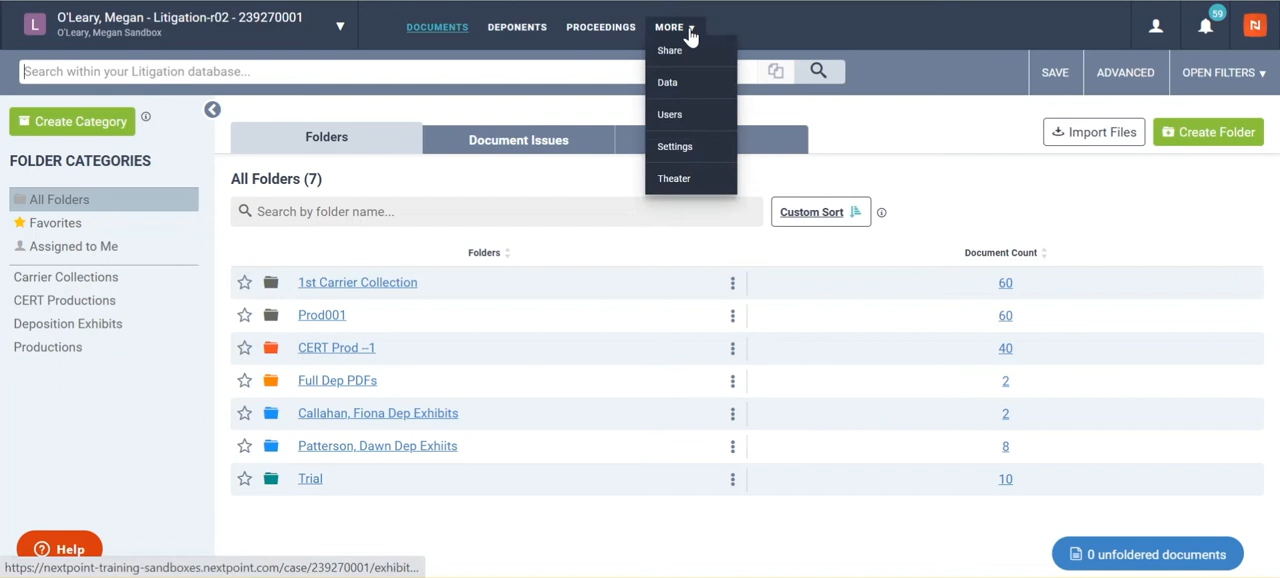 L
O'Leary, Megan - Litigation-r02 - 239270001
O'Leary, Megan Sandbox
DOCUMENTS
DEPONENTS
PROCEEDINGS
MORE
59
N
Search within your Litigation database...
SAVE
ADVANCED
OPEN FILTERS
Share
Data
Users
Settings
Theater
Create Category
FOLDER CATEGORIES
All Folders
Favorites
Assigned to Me
Carrier Collections
CERT Productions
Deposition Exhibits
Productions
Folders
Document Issues
Import Files
Create Folder
All Folders (7)
Search by folder name...
Custom Sort
Folders
Document Count
1st Carrier Collection
60
Prod001
60
CERT Prod --1
40
Full Dep PDFs
2
Callahan, Fiona Dep Exhibits
2
Patterson, Dawn Dep Exhiits
8
Trial
10
Help
0 unfoldered documents
https://nextpoint-training-sandboxes.nextpoint.com/case/239270001/exhibit...